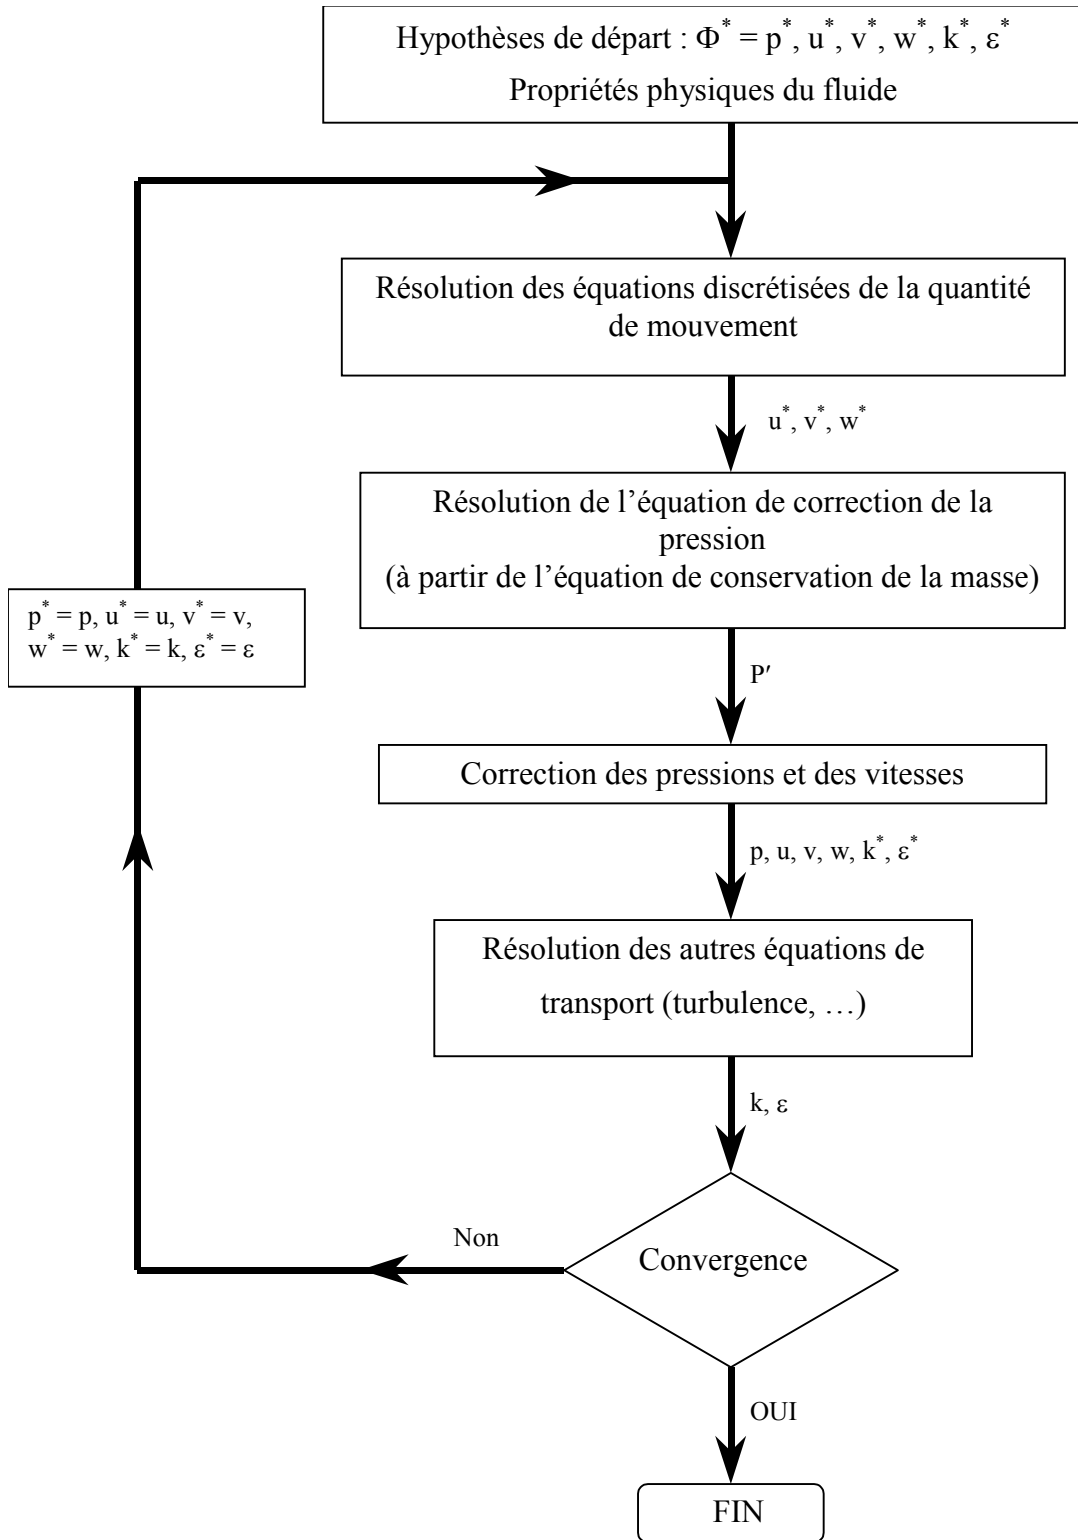 Hypothèses de départ : Φ* = p*, u*, v*, w*, k*, ε*
Propriétés physiques du fluide
Résolution des équations discrétisées de la quantité
de mouvement
u*, v*, w*
Résolution de l’équation de correction de la
pression
(à partir de l’équation de conservation de la masse)
p* = p, u* = u, v* = v,
w* = w, k* = k, ε* = ε
P′
Correction des pressions et des vitesses
p, u, v, w, k*, ε*
Résolution des autres équations de
transport (turbulence, …)
k, ε
Non
Convergence
OUI
FIN